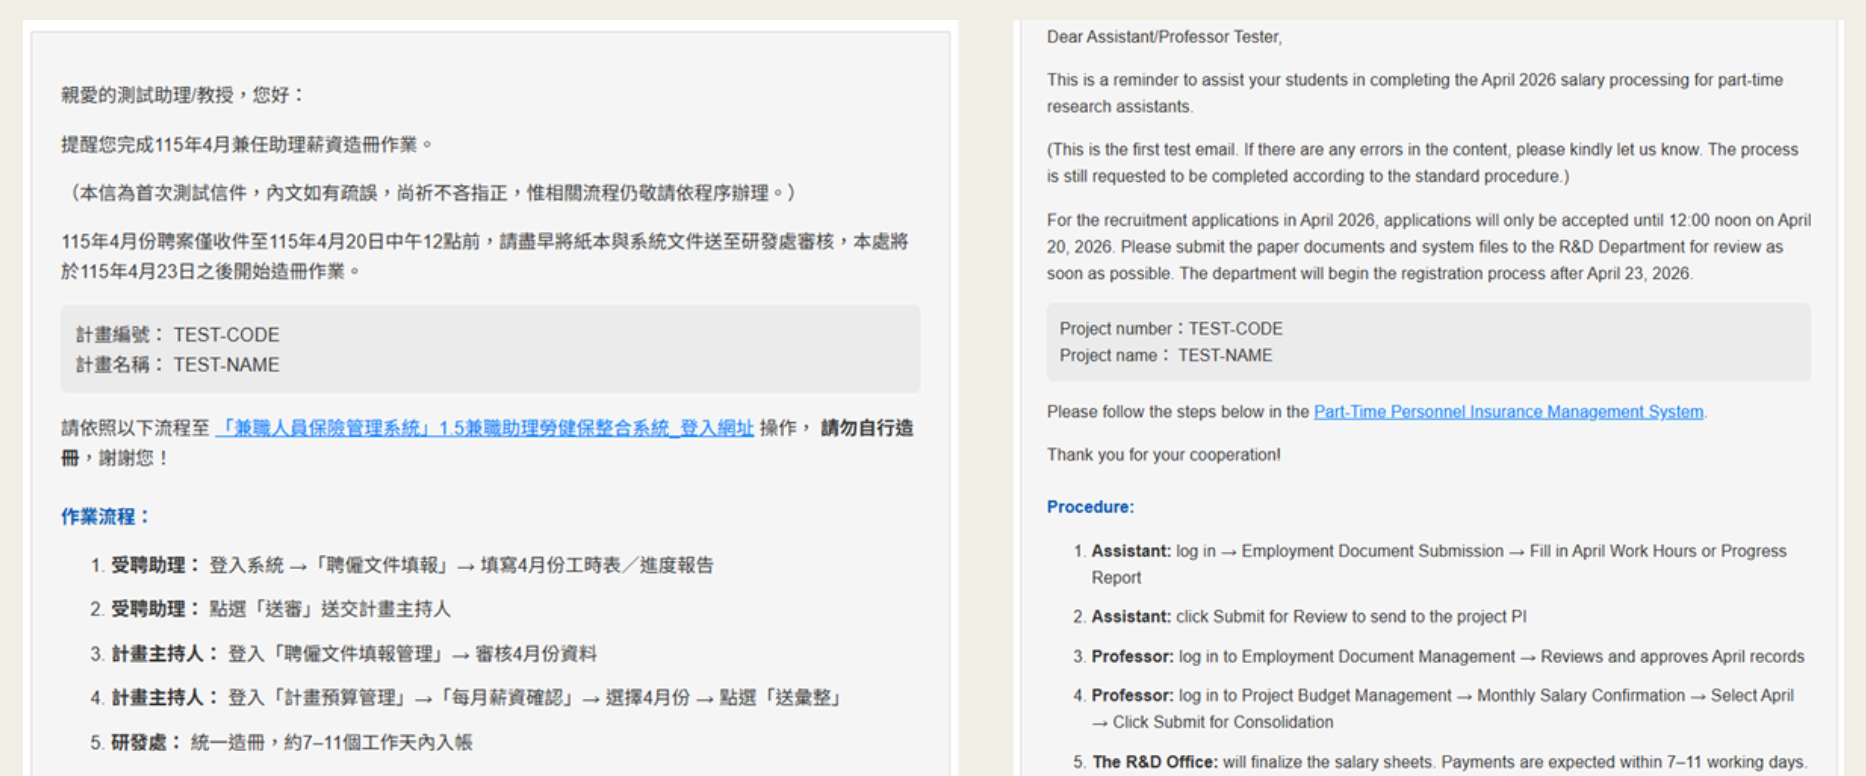 親愛的測試助理/教授，您好：
提醒您完成115年4月兼任助理薪資造冊作業。
（本信為首次測試信件，內文如有疏誤，尚祈不吝指正，惟相關流程仍敬請依程序辦理。）
115年4月份聘案僅收件至115年4月20日中午12點前，請盡早將紙本與系統文件送至研發處審核，本處將
於115年4月23日之後開始造冊作業。
計畫編號： TEST-CODE
計畫名稱： TEST-NAME
請依照以下流程至 「兼職人員保險管理系統」1.5兼職助理勞健保整合系統_登入網址 操作， 請勿自行造
冊，謝謝您！
作業流程：
1. 受聘助理： 登入系統 →「聘僱文件填報」→ 填寫4月份工時表／進度報告
2. 受聘助理： 點選「送審」送交計畫主持人
3. 計畫主持人： 登入「聘僱文件填報管理」→ 審核4月份資料
4. 計畫主持人： 登入「計畫預算管理」→「每月薪資確認」→ 選擇4月份 → 點選「送彙整」
5. 研發處： 統一造冊，約7–11個工作天內入帳
Dear Assistant/Professor Tester,
This is a reminder to assist your students in completing the April 2026 salary processing for part-time
research assistants.
(This is the first test email. If there are any errors in the content, please kindly let us know. The process
is still requested to be completed according to the standard procedure.)
For the recruitment applications in April 2026, applications will only be accepted until 12:00 noon on April
20, 2026. Please submit the paper documents and system files to the R&D Department for review as
soon as possible. The department will begin the registration process after April 23, 2026.
Project number：TEST-CODE
Project name： TEST-NAME
Please follow the steps below in the Part-Time Personnel Insurance Management System.
Thank you for your cooperation!
Procedure:
1. Assistant: log in → Employment Document Submission → Fill in April Work Hours or Progress
Report
2. Assistant: click Submit for Review to send to the project PI
3. Professor: log in to Employment Document Management → Reviews and approves April records
4. Professor: log in to Project Budget Management → Monthly Salary Confirmation → Select April
→ Click Submit for Consolidation
5. The R&D Office: will finalize the salary sheets. Payments are expected within 7–11 working days.